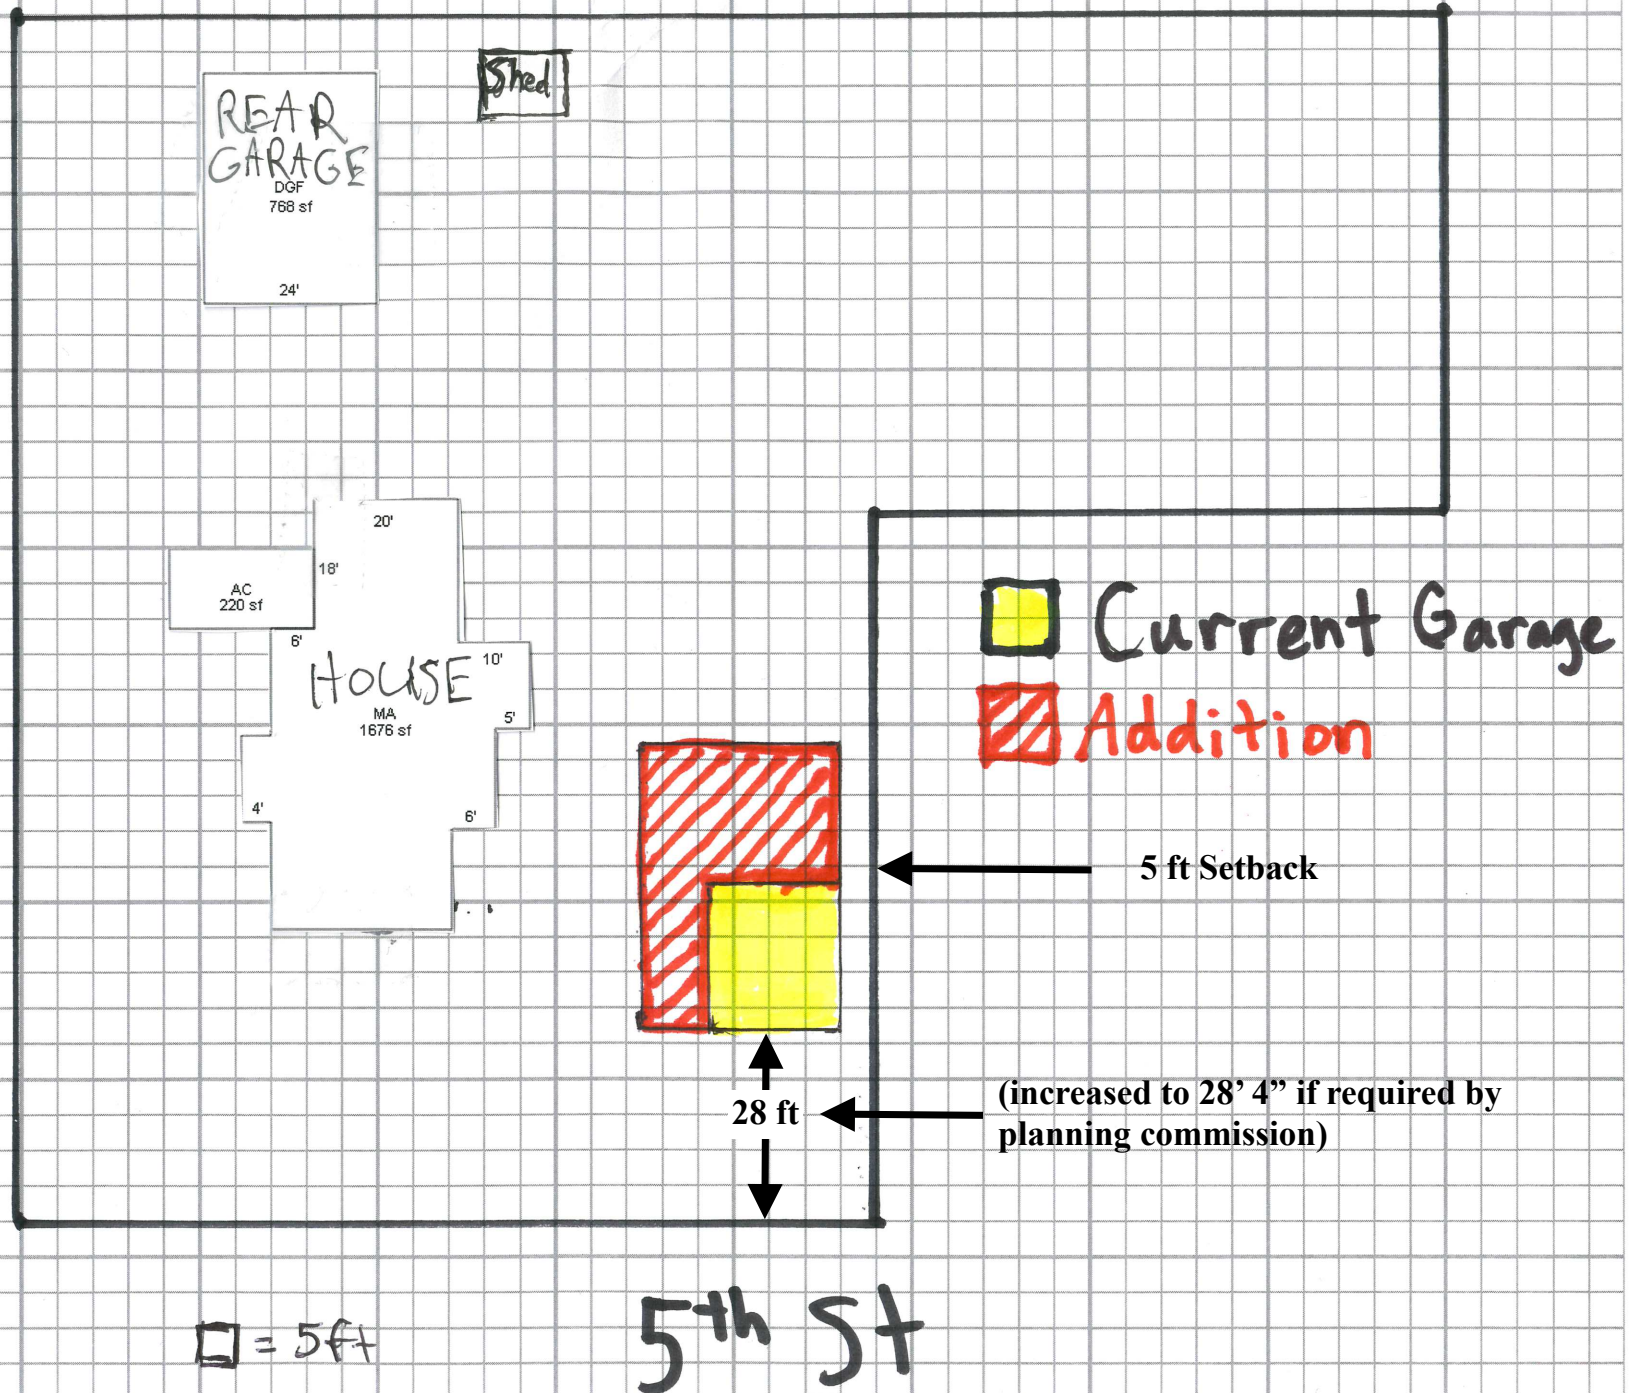 Shed
REAR
GARAGE
DGF
768 sf
24'
20'
18'
AC
220 sf
6'
10'
HOUSE
MA
1676 sf
5'
4'
6'
Current Garage
Addition
5 ft Setback
28 ft
(increased to 28’ 4” if required by
planning commission)
5th St
= 5ft